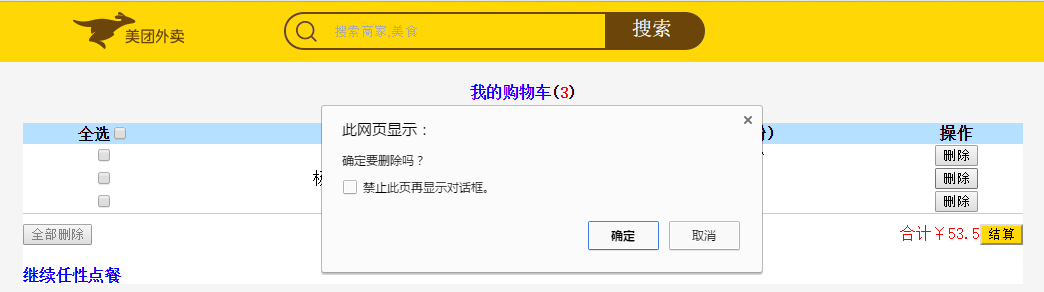 美团外卖
搜索商家,美食
搜索
我的购物车(3)
全选
操作
此网页显示：
确定要删除吗？
禁止此页再显示对话框。
确定
取消
删除
删除
删除
全部删除
合计￥53.5
结算
继续任性点餐